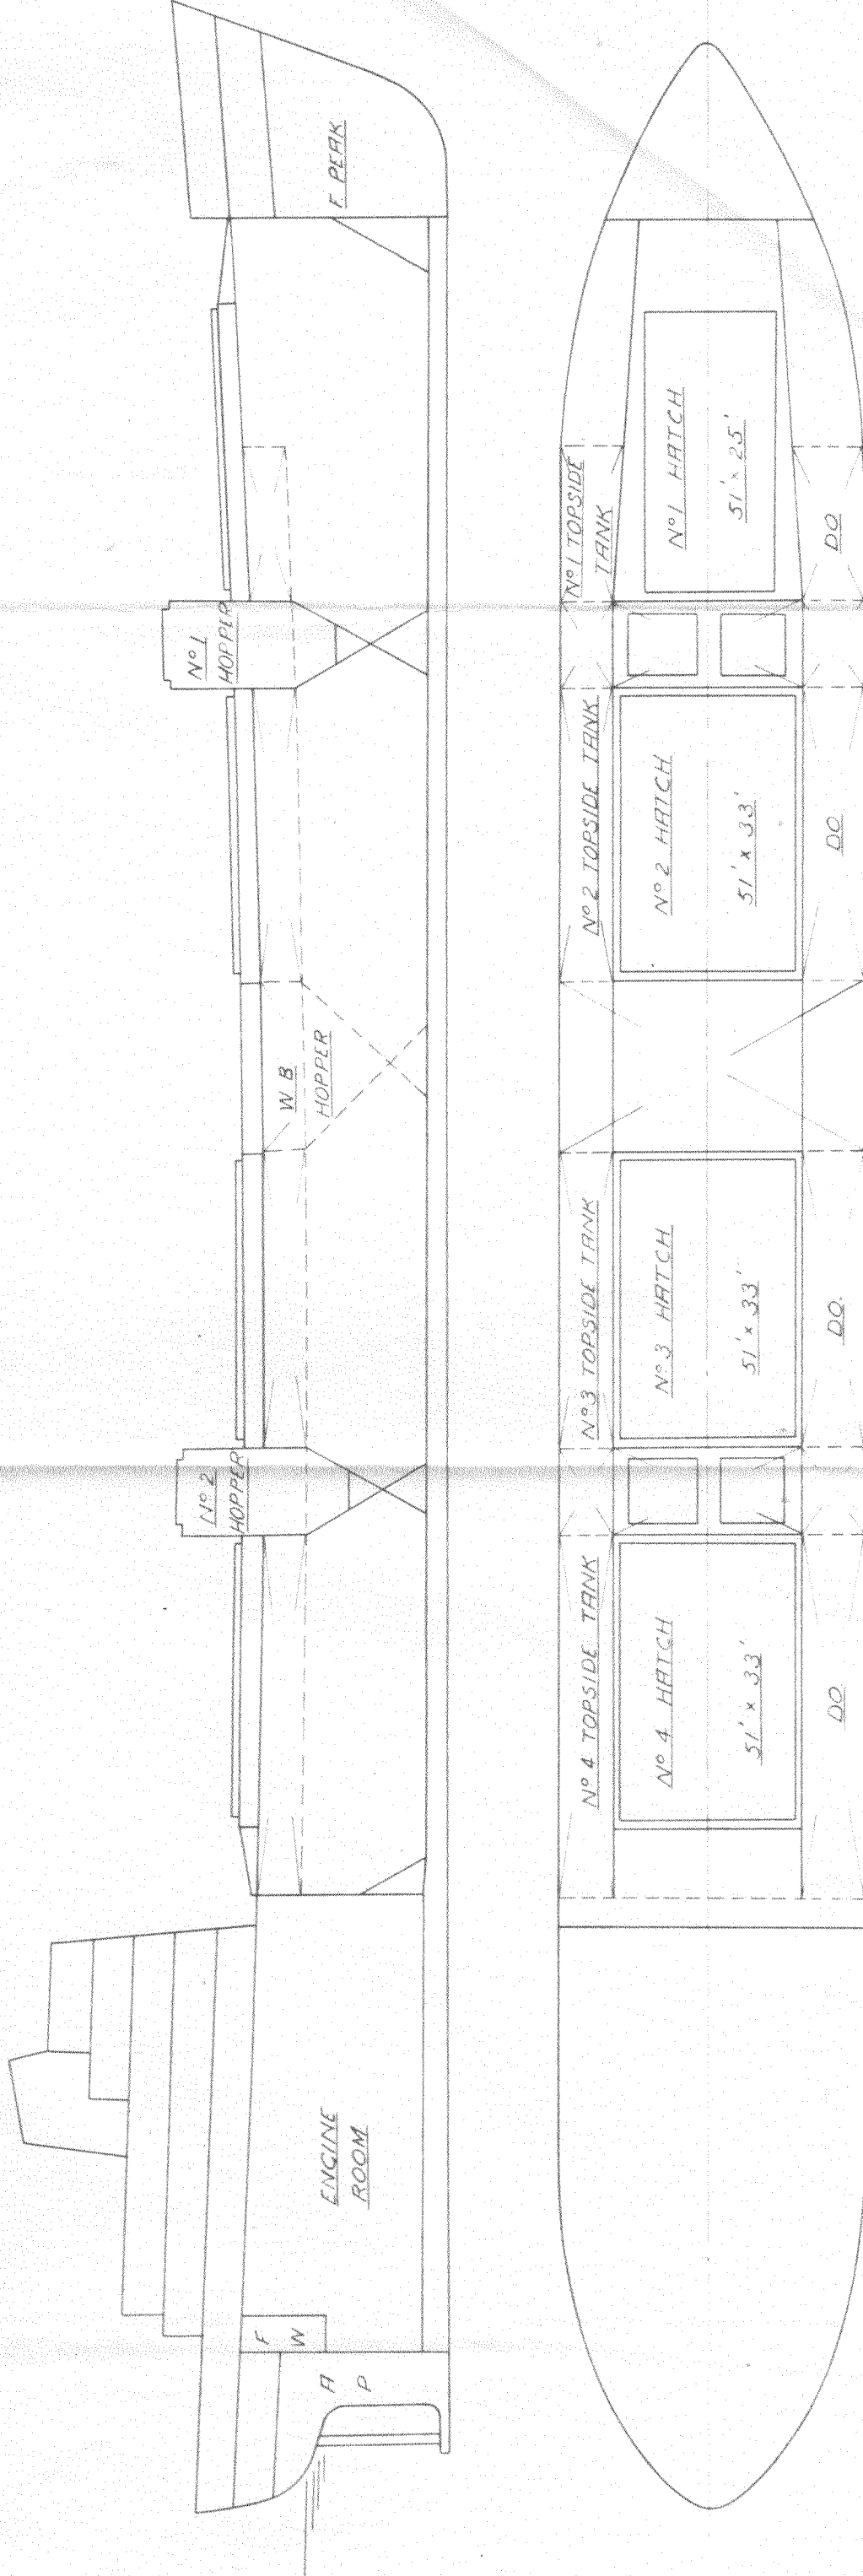 F. PEAK
Nº 1
HOPPER
W. B
HOPPER
Nº 2
HOPPER
ENGINE
ROOM
F
W
A
P
Nº 1 TOPSIDE
TANK
Nº 1 HATCH
51' × 25'
DO
Nº 2 TOPSIDE TANK
Nº 2 HATCH
51' × 33'
DO
Nº 3 TOPSIDE TANK
Nº 3 HATCH
51' × 33'
DO.
Nº 4 TOPSIDE TANK
Nº 4 HATCH
51' × 33'
DO